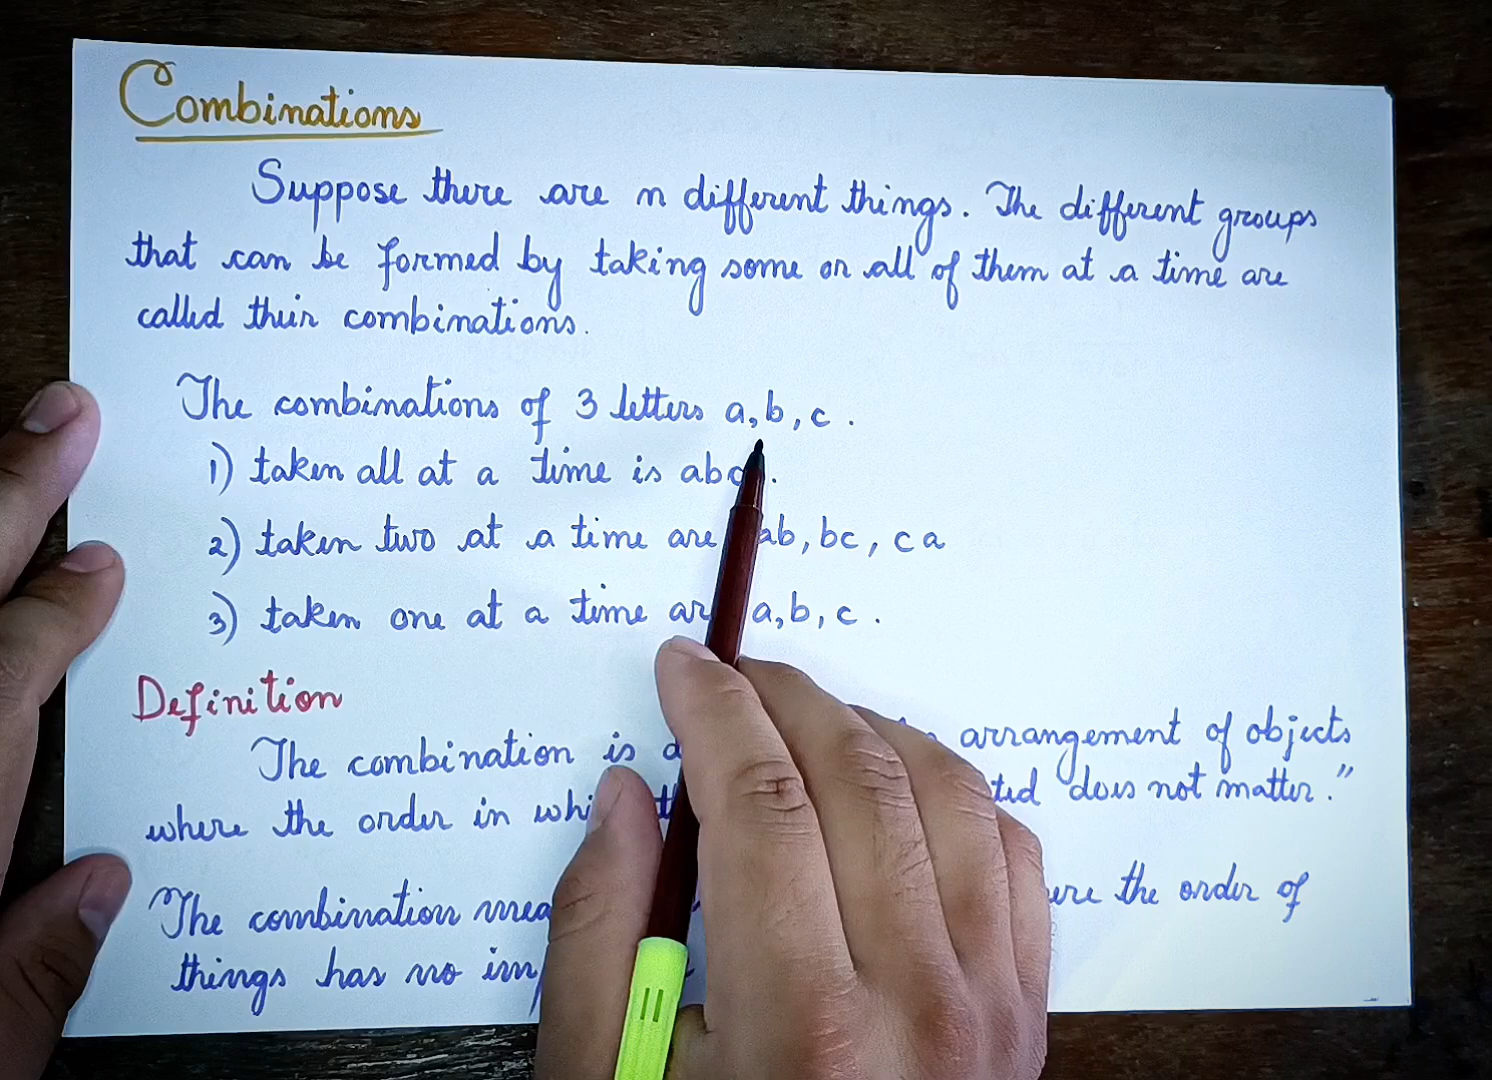 Combinations
Suppose there are n different things. The different groups
that can be formed by taking some or all of them at a time are
called their combinations.
The combinations of 3 letters a, b, c.
1) taken all at a time is abc.
2) taken two at a time are ab, bc, ca
3) taken one at a time are a, b, c.
Definition
The combination is arrangement of objects
where the order in does not matter."
The combination the order of
things has no